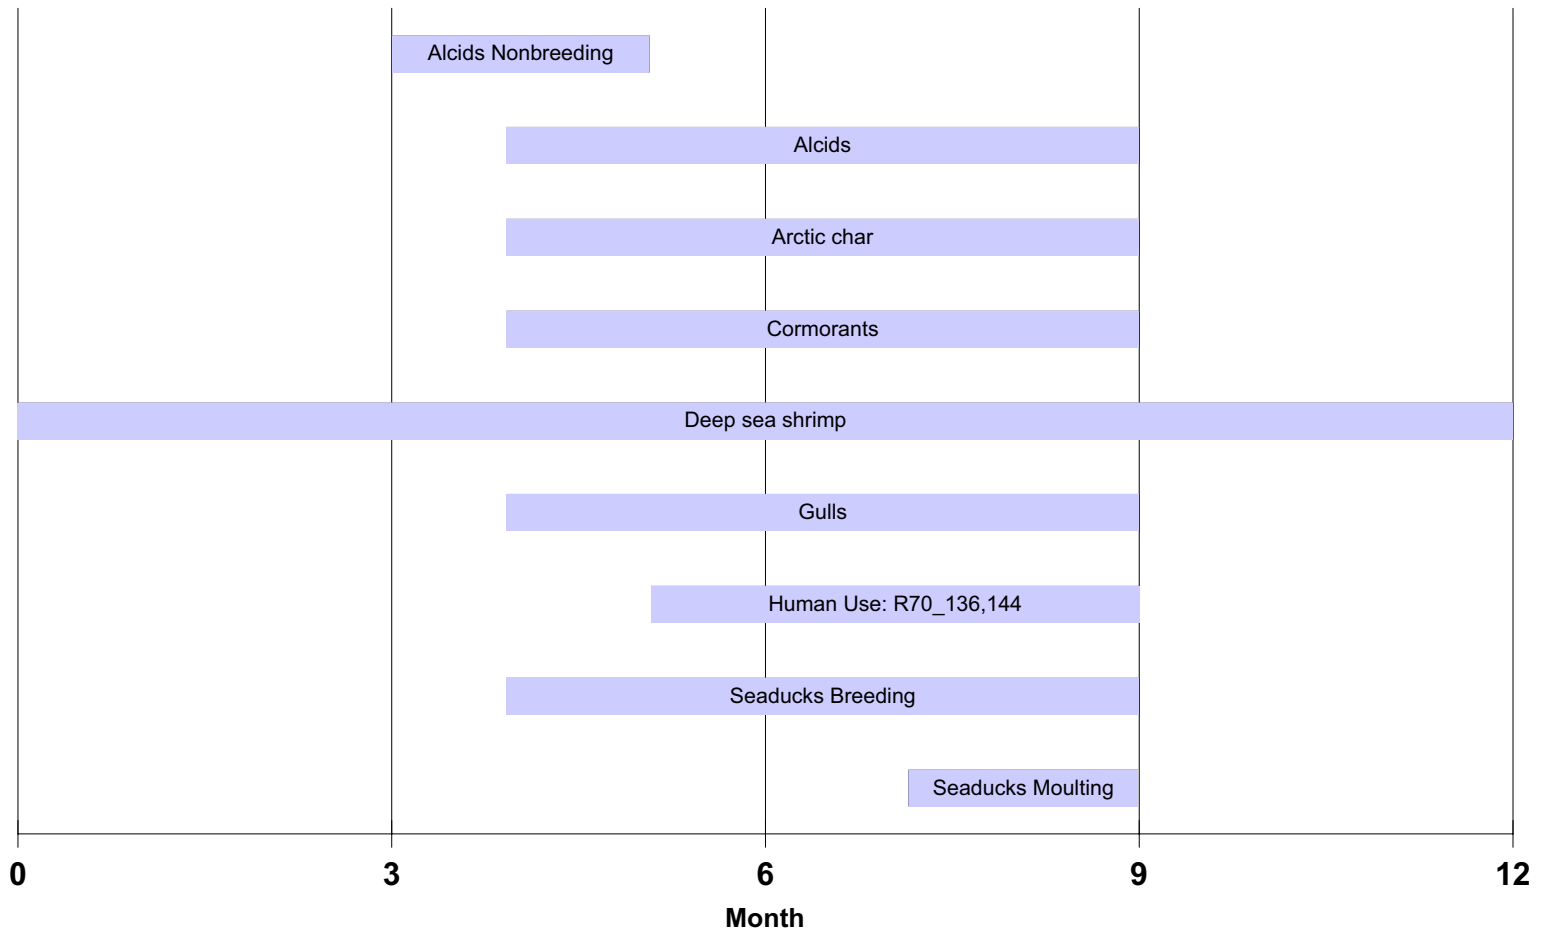 Alcids Nonbreeding
Alcids
Arctic char
Cormorants
Deep sea shrimp
Gulls
Human Use: R70_136,144
Seaducks Breeding
Seaducks Moulting
0 3 6 9 12
Month